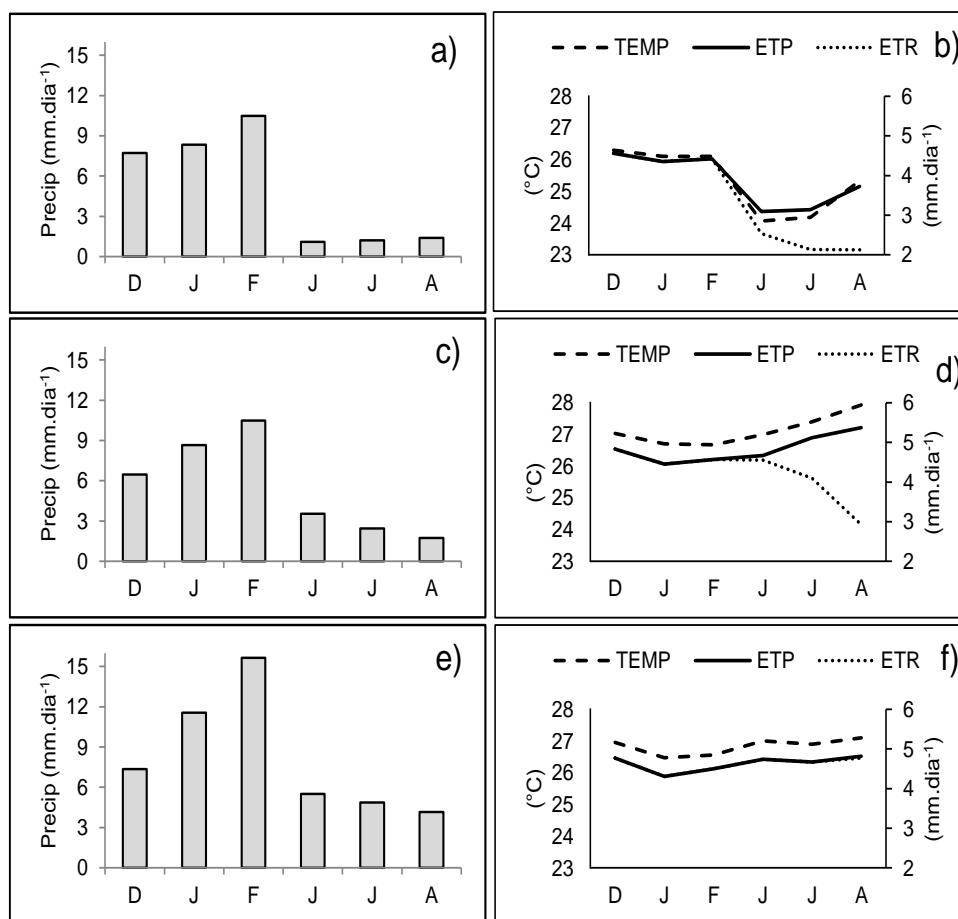 a)
Precip (mm.dia-1)
15
12
9
6
3
0
D J F J J A
b)
TEMP ETP ETR
(°C)
28
27
26
25
24
23
6
5
4
3
2
(mm.dia-1)
D J F J J A
c)
Precip (mm.dia-1)
15
12
9
6
3
0
D J F J J A
d)
TEMP ETP ETR
(°C)
28
27
26
25
24
23
6
5
4
3
2
(mm.dia-1)
D J F J J A
e)
Precip (mm.dia-1)
15
12
9
6
3
0
D J F J J A
f)
TEMP ETP ETR
(°C)
28
27
26
25
24
23
6
5
4
3
2
(mm.dia-1)
D J F J J A